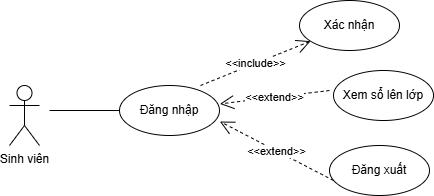 Xác nhận
<<include>>
Xem sổ lên lớp
<<extend>>
Đăng nhập
<<extend>>
Sinh viên
Đăng xuất